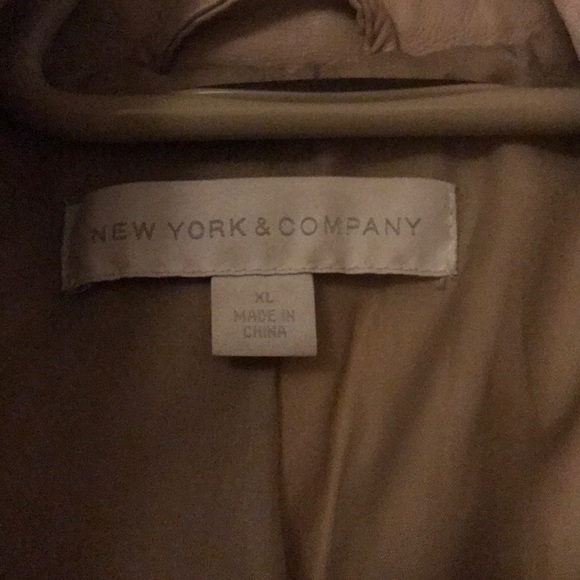 NEW YORK & COMPANY
XL
MADE IN
CHINA